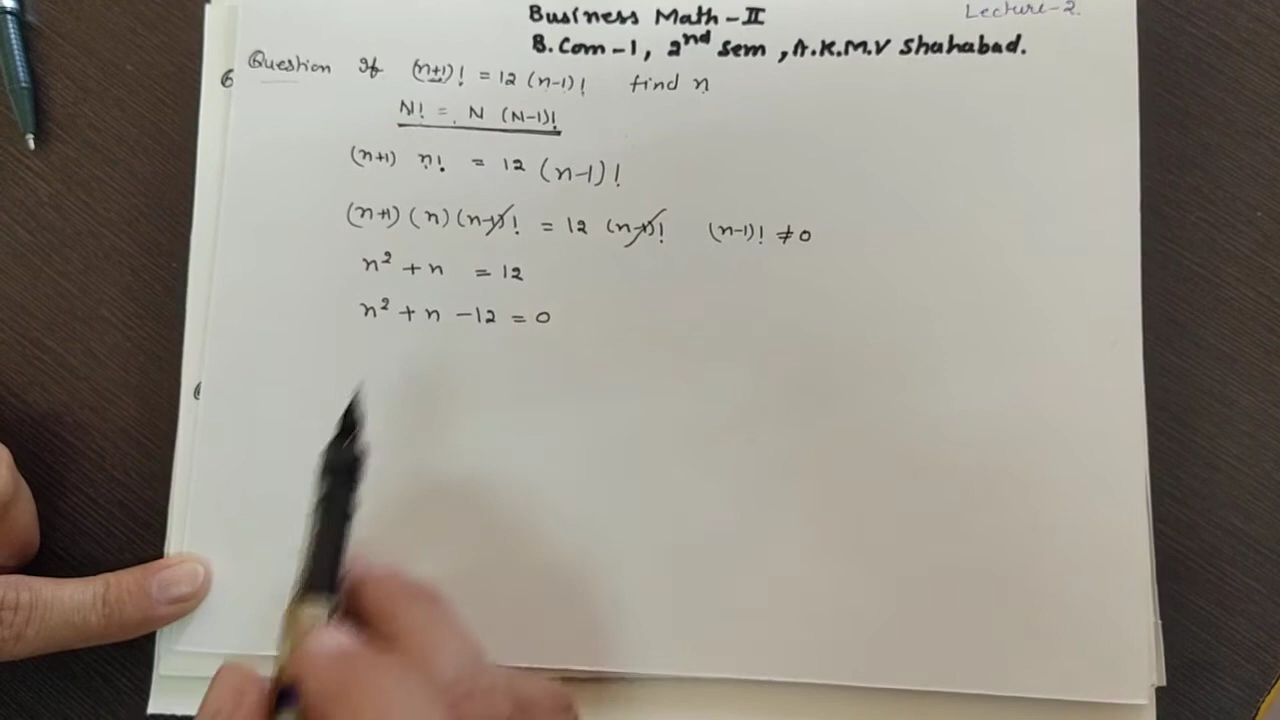 Business Math-II
Lecture-2.
B.Com-1, 2nd sem, A.K.M.V Shahabad.
Question If (n+1)! = 12 (n-1)! find n
N! = N (N-1)!
(n+1) n! = 12 (n-1)!
(n+1) (n) (n-1)! = 12 (n-1)! (n-1)! ≠ 0
n² + n = 12
n² + n - 12 = 0